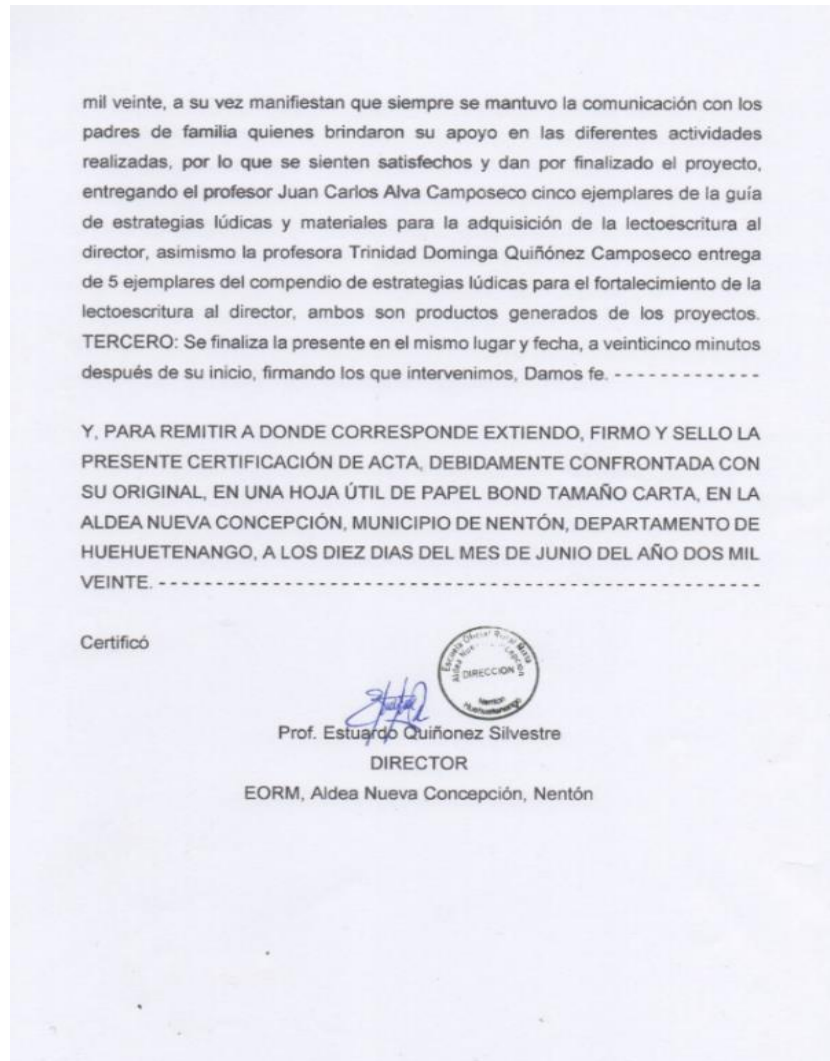 mil veinte, a su vez manifiestan que siempre se mantuvo la comunicación con los
padres de familia quienes brindaron su apoyo en las diferentes actividades
realizadas, por lo que se sienten satisfechos y dan por finalizado el proyecto,
entregando el profesor Juan Carlos Alva Camposeco cinco ejemplares de la guía
de estrategias lúdicas y materiales para la adquisición de la lectoescritura al
director, asimismo la profesora Trinidad Dominga Quiñónez Camposeco entrega
de 5 ejemplares del compendio de estrategias lúdicas para el fortalecimiento de la
lectoescritura al director, ambos son productos generados de los proyectos.
TERCERO: Se finaliza la presente en el mismo lugar y fecha, a veinticinco minutos
después de su inicio, firmando los que intervenimos, Damos fe. - - - - - - - - - - - - -
Y, PARA REMITIR A DONDE CORRESPONDE EXTIENDO, FIRMO Y SELLO LA
PRESENTE CERTIFICACIÓN DE ACTA, DEBIDAMENTE CONFRONTADA CON
SU ORIGINAL, EN UNA HOJA ÚTIL DE PAPEL BOND TAMAÑO CARTA, EN LA
ALDEA NUEVA CONCEPCIÓN, MUNICIPIO DE NENTÓN, DEPARTAMENTO DE
HUEHUETENANGO, A LOS DIEZ DIAS DEL MES DE JUNIO DEL AÑO DOS MIL
VEINTE. - - - - - - - - - - - - - - - - - - - - - - - - - - - - - - - - - - - - - - - - - - - - - - - - - - - - - -
Certificó
Escuela Oficial Rural Mixta
Aldea
DIRECCION
Nentón
Huehuetenango
Prof. Estuardo Quiñonez Silvestre
DIRECTOR
EORM, Aldea Nueva Concepción, Nentón